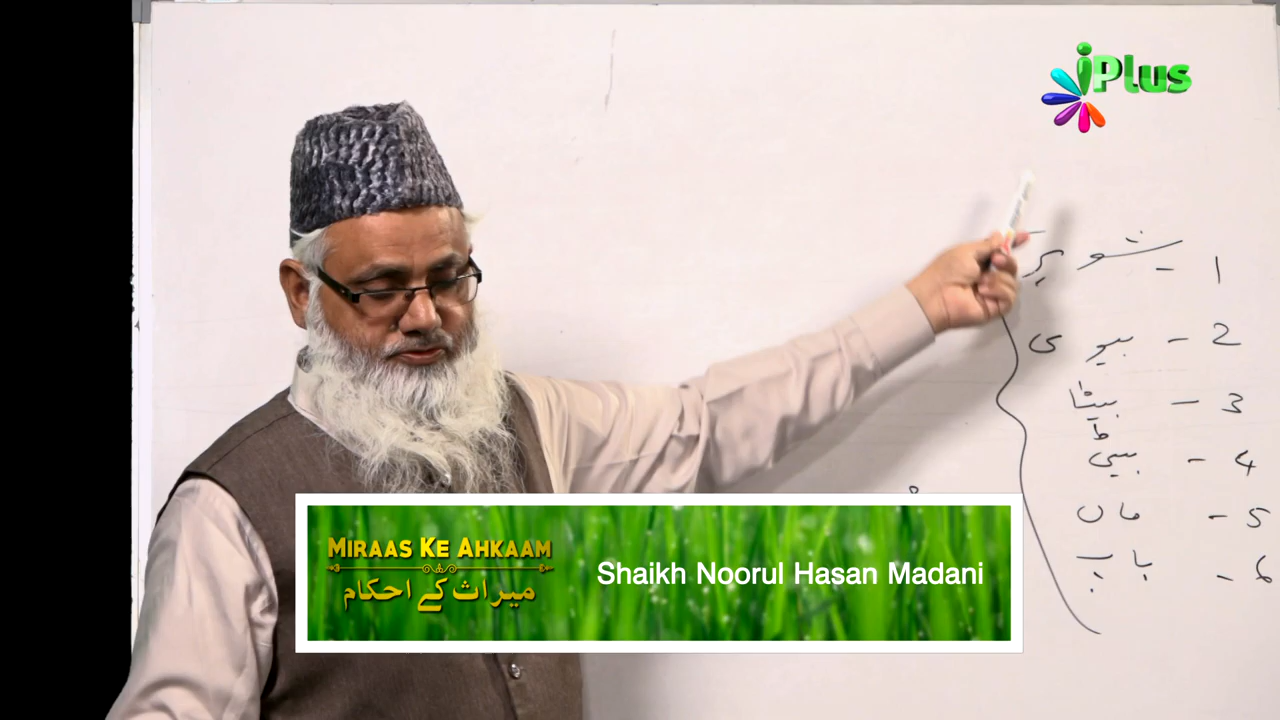 iPlus
1 - شوہر
2 - بیوی
3 - بیٹا
4 - بیٹی
5 - ماں
6 - باپ
MIRAAS KE AHKAAM
میراث کے احکام
Shaikh Noorul Hasan Madani